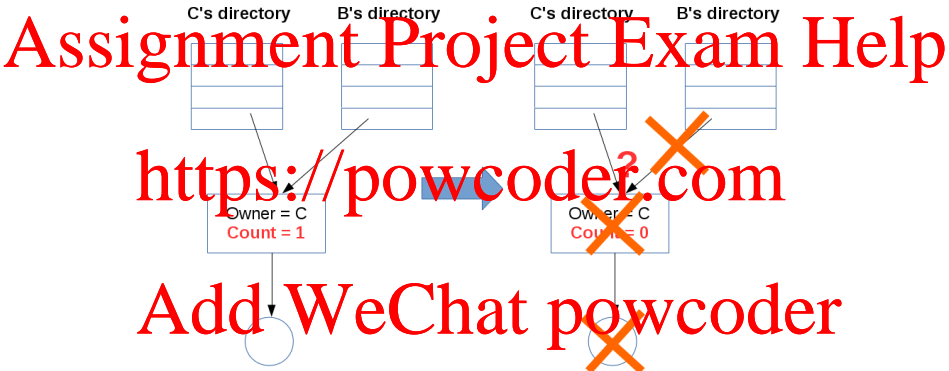 C's directory B's directory C's directory B's directory
Assignment Project Exam Help
https://powcoder.com
?
Owner = C Owner = C
Count = 1 Count = 0
Add WeChat powcoder